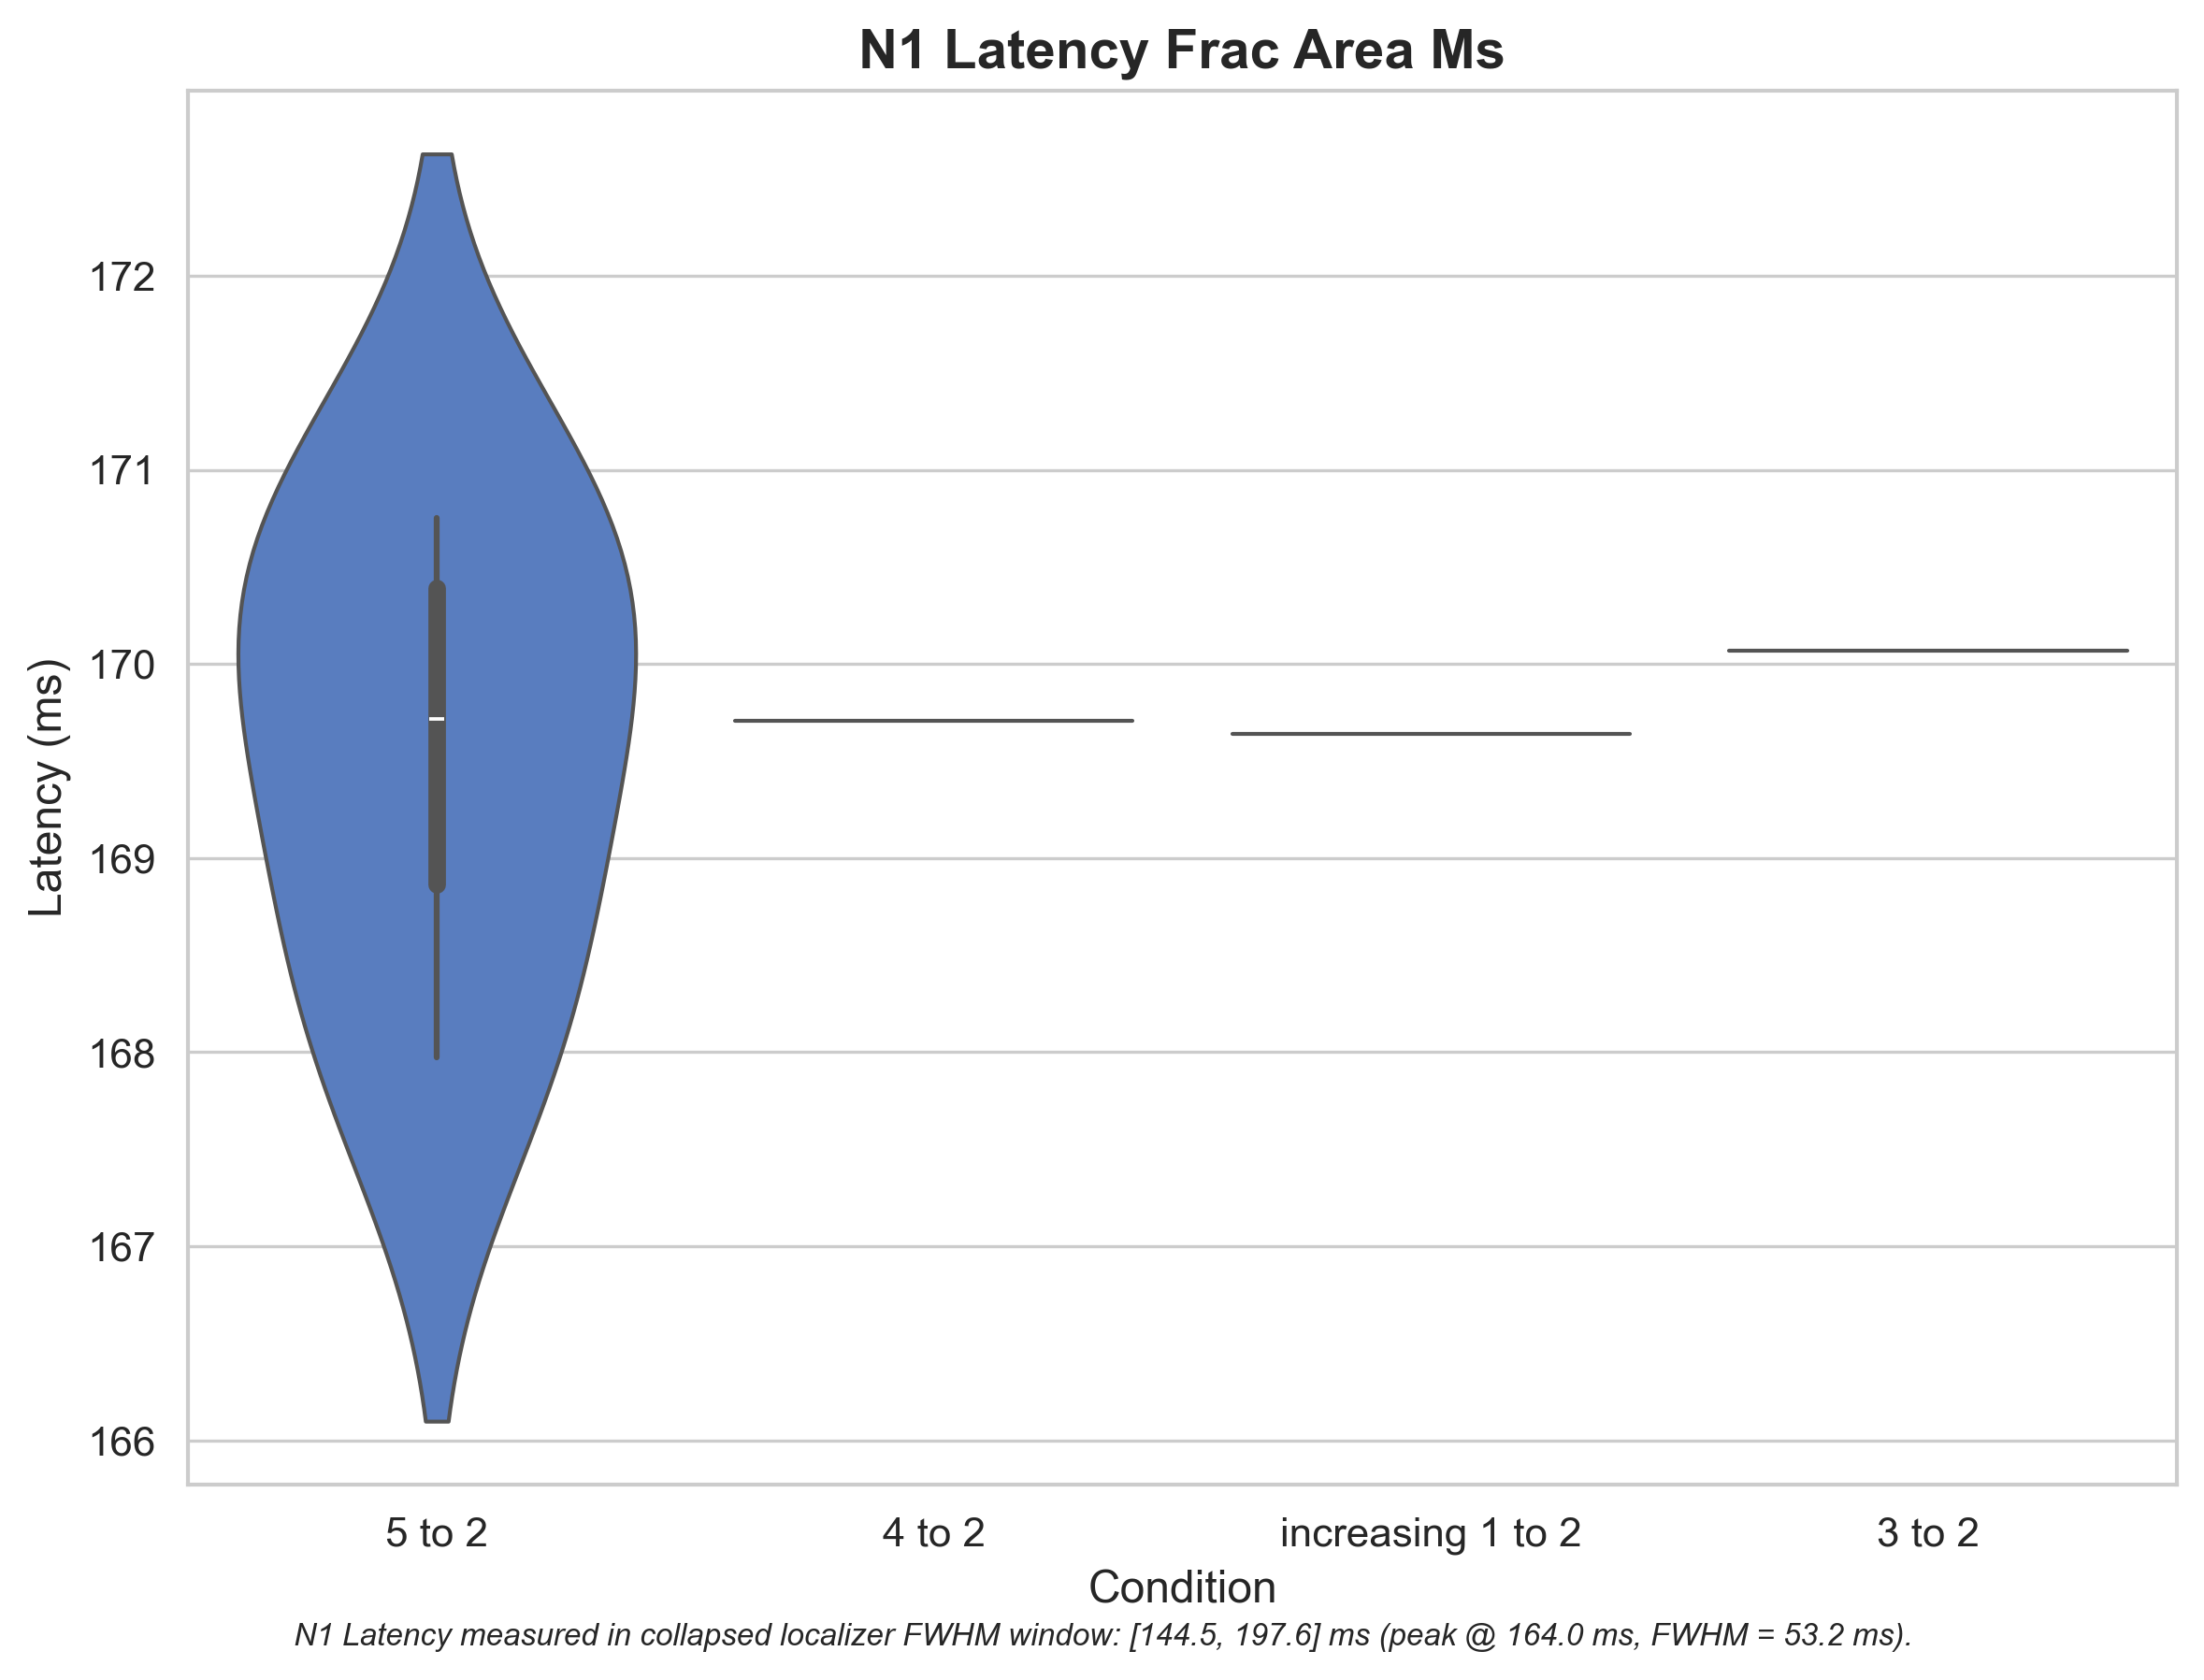 N1 Latency Frac Area Ms
Latency (ms)
172
171
170
169
168
167
166
5 to 2
4 to 2
increasing 1 to 2
3 to 2
Condition
N1 Latency measured in collapsed localizer FWHM window: [144.5, 197.6] ms (peak @ 164.0 ms, FWHM = 53.2 ms).